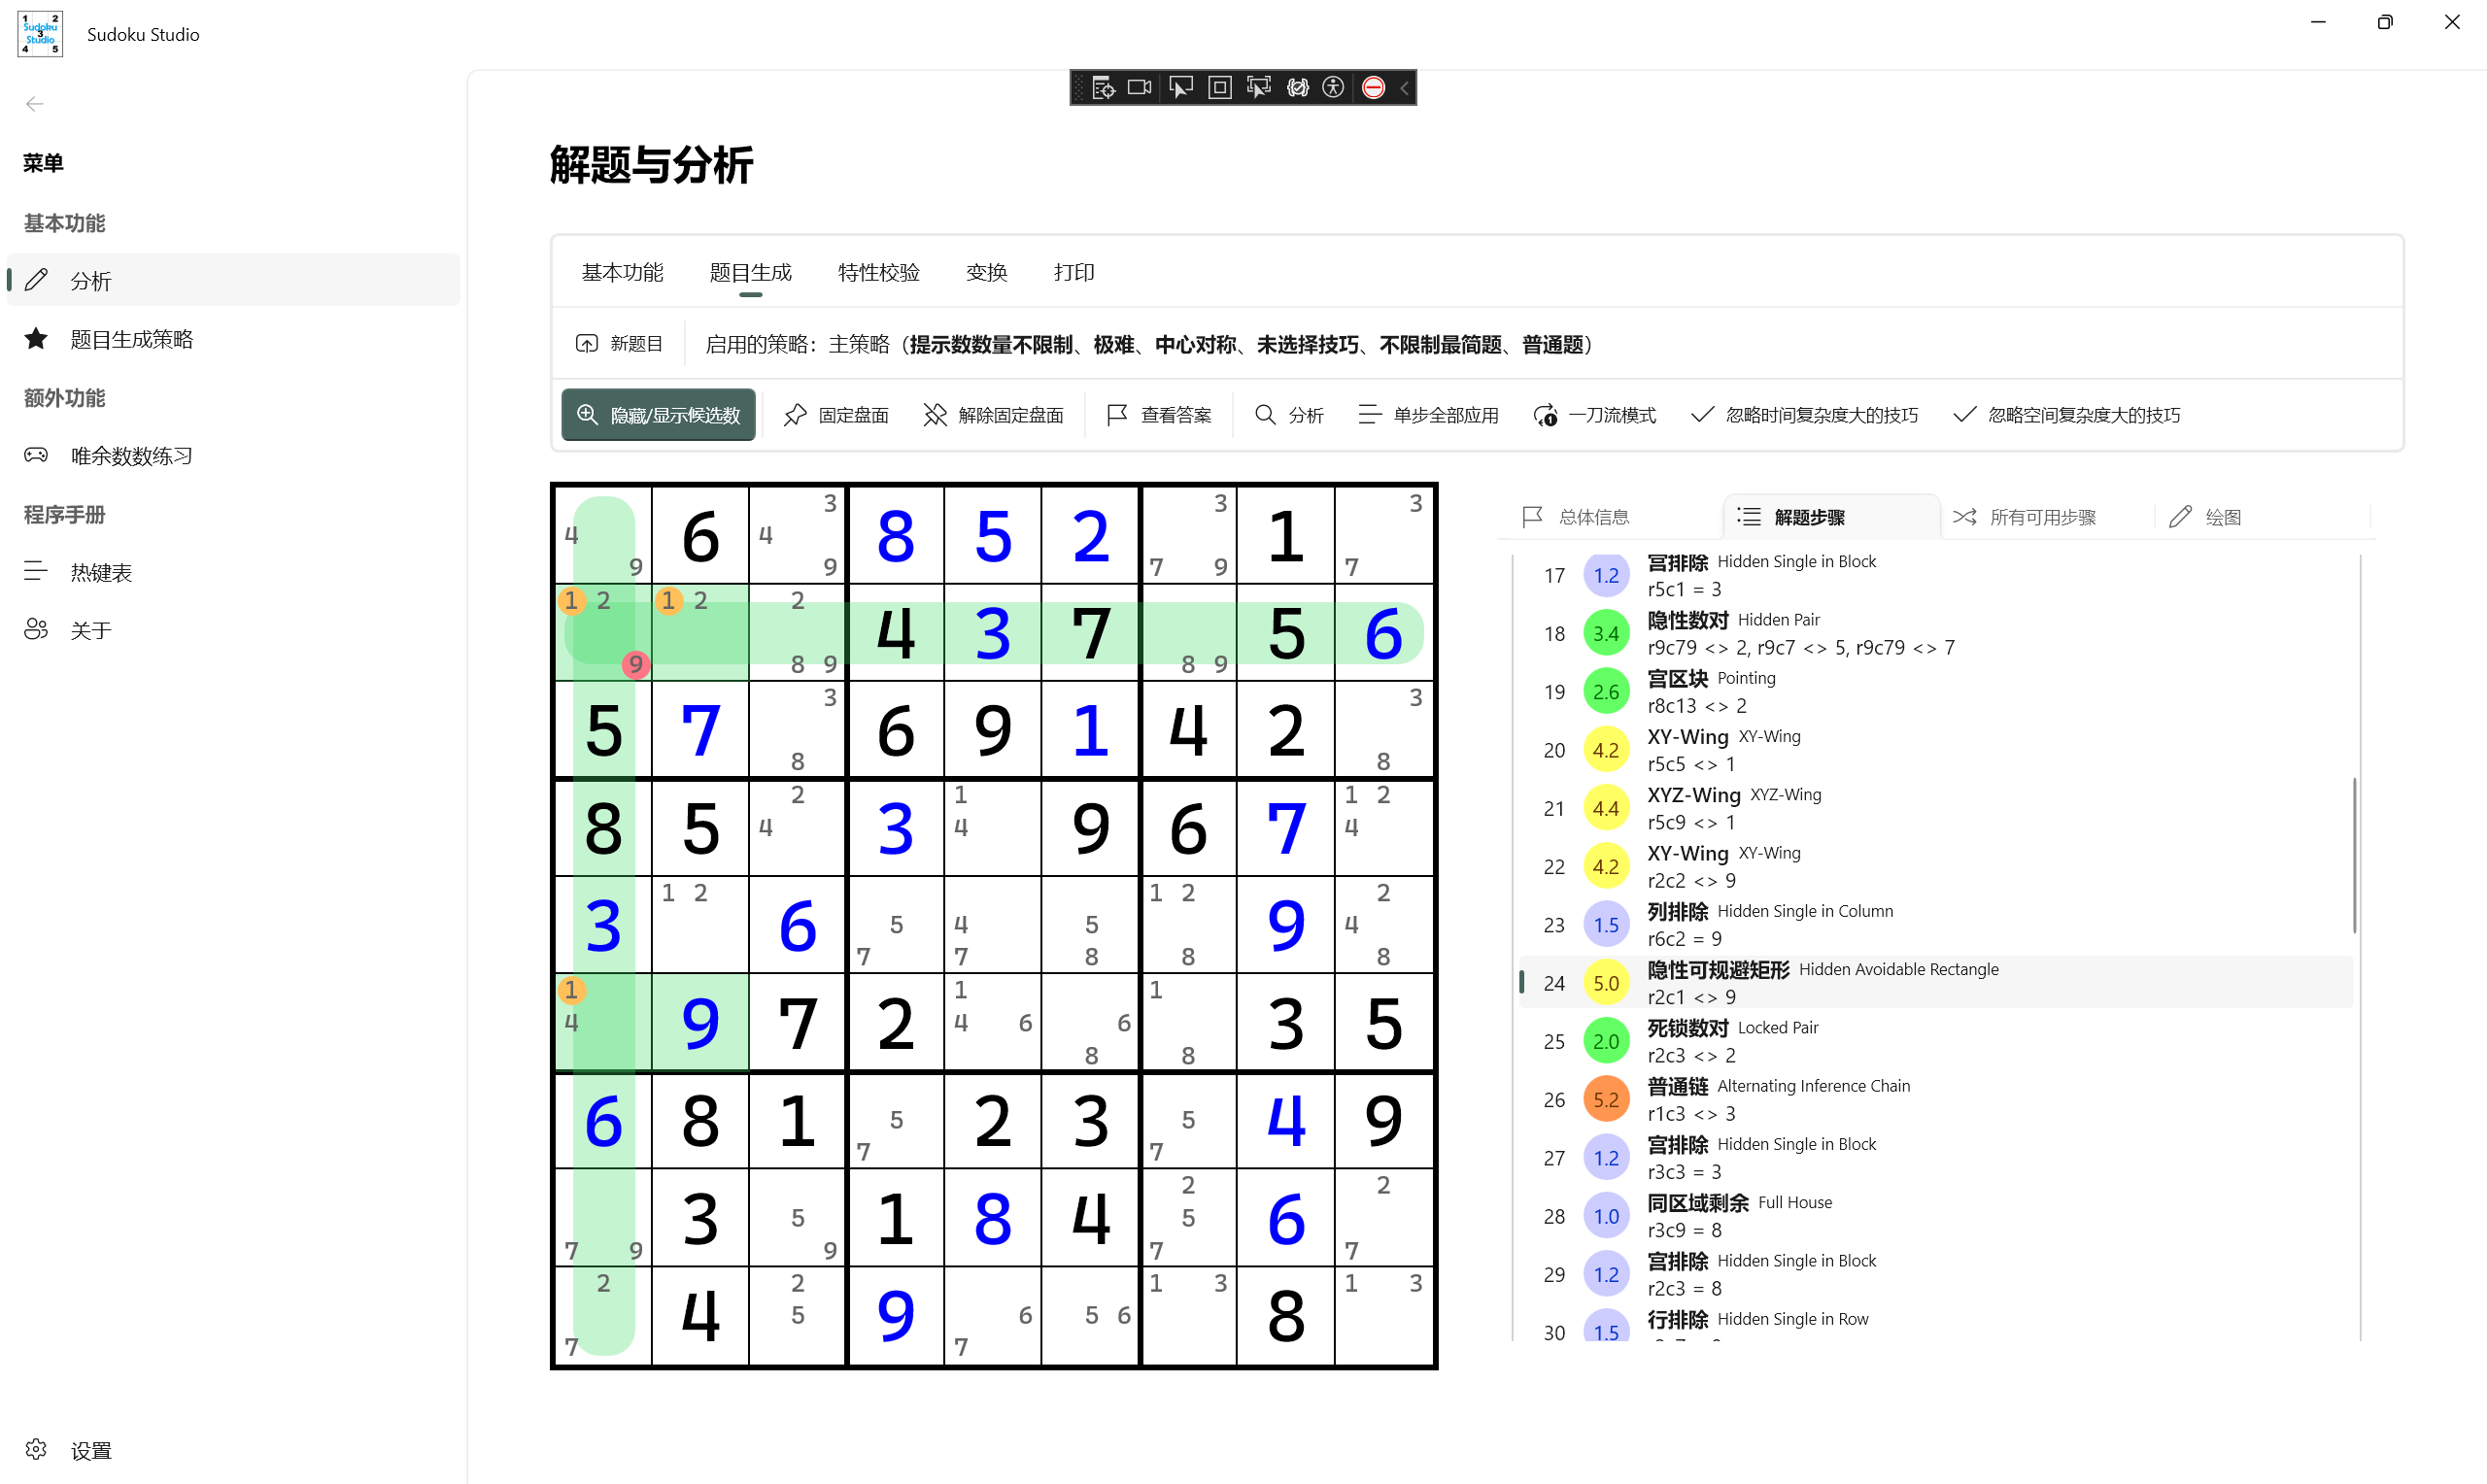 1 2
Sudoku
3
Studio
4 5
Sudoku Studio
菜单
基本功能
分析
题目生成策略
额外功能
唯余数数练习
程序手册
热键表
关于
设置
解题与分析
基本功能 题目生成 特性校验 变换 打印
新题目 启用的策略：主策略（提示数数量不限制、极难、中心对称、未选择技巧、不限制最简题、普通题）
隐藏/显示候选数 固定盘面 解除固定盘面 查看答案 分析 单步全部应用 一刀流模式 忽略时间复杂度大的技巧 忽略空间复杂度大的技巧
3 3 3
4 6 4 8 5 2 1
9 9 7 9 7
1 2 1 2 2
4 3 7 5 6
9 8 9 8 9
3 3
5 7 6 9 1 4 2
8 8
2 1 1 2
8 5 4 3 4 9 6 7 4
1 2 1 2 2
3 6 5 4 5 9 4
7 7 8 8 8
1 1 1
4 9 7 2 4 6 6 3 5
8 8
6 8 1 5 2 3 5 4 9
7 7
2 2
3 5 1 8 4 5 6
7 9 9 7 7
2 2 1 3 1 3
4 5 9 6 5 6 8
7 7
总体信息 解题步骤 所有可用步骤 绘图
17 1.2 宫排除 Hidden Single in Block
r5c1 = 3
18 3.4 隐性数对 Hidden Pair
r9c79 <> 2, r9c7 <> 5, r9c79 <> 7
19 2.6 宫区块 Pointing
r8c13 <> 2
20 4.2 XY-Wing XY-Wing
r5c5 <> 1
21 4.4 XYZ-Wing XYZ-Wing
r5c9 <> 1
22 4.2 XY-Wing XY-Wing
r2c2 <> 9
23 1.5 列排除 Hidden Single in Column
r6c2 = 9
24 5.0 隐性可规避矩形 Hidden Avoidable Rectangle
r2c1 <> 9
25 2.0 死锁数对 Locked Pair
r2c3 <> 2
26 5.2 普通链 Alternating Inference Chain
r1c3 <> 3
27 1.2 宫排除 Hidden Single in Block
r3c3 = 3
28 1.0 同区域剩余 Full House
r3c9 = 8
29 1.2 宫排除 Hidden Single in Block
r2c3 = 8
30 1.5 行排除 Hidden Single in Row